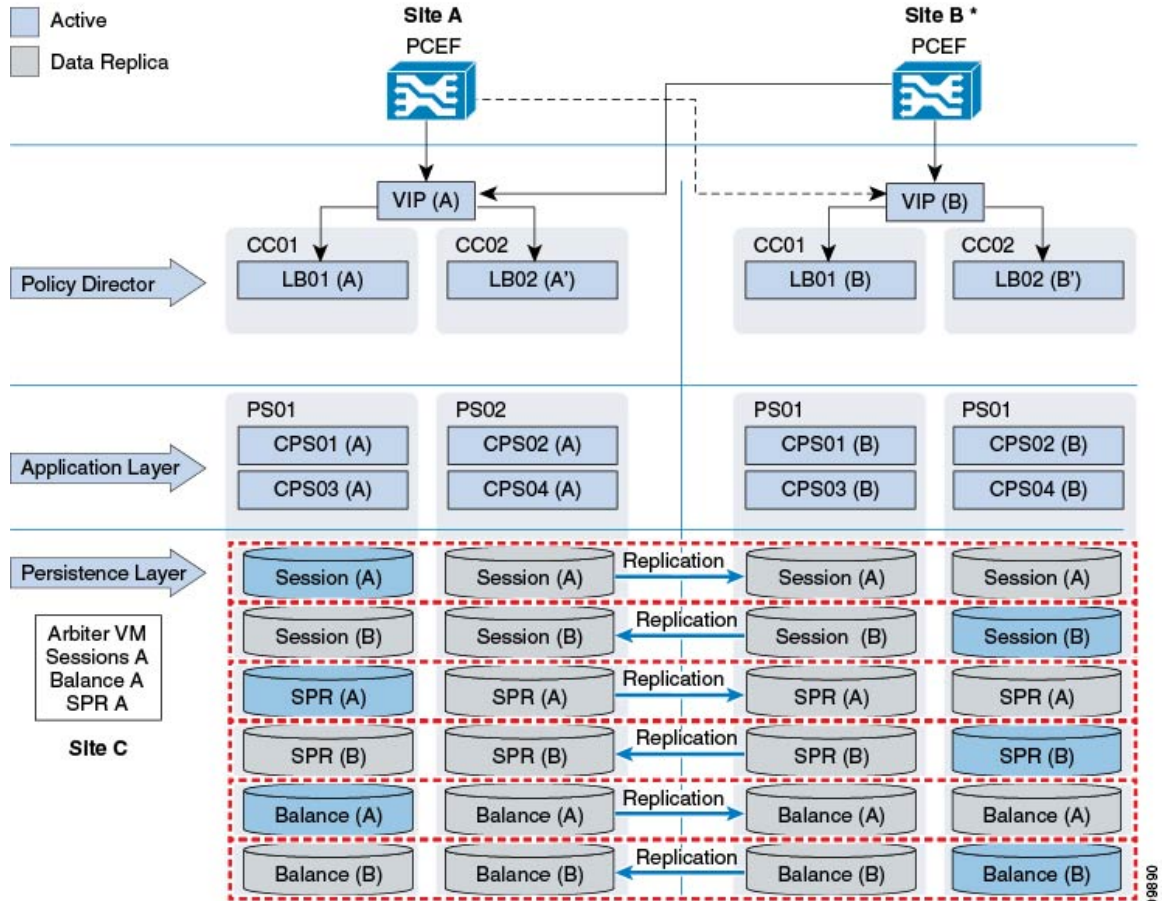 Active
Data Replica
Site A
PCEF
Site B *
PCEF
VIP (A)
VIP (B)
Policy Director
CC01
LB01 (A)
CC02
LB02 (A')
CC01
LB01 (B)
CC02
LB02 (B')
Application Layer
PS01
CPS01 (A)
CPS03 (A)
PS02
CPS02 (A)
CPS04 (A)
PS01
CPS01 (B)
CPS03 (B)
PS01
CPS02 (B)
CPS04 (B)
Persistence Layer
Session (A)
Session (A)
Replication
Session (A)
Session (A)
Session (B)
Session (B)
Replication
Session (B)
Session (B)
SPR (A)
SPR (A)
Replication
SPR (A)
SPR (A)
SPR (B)
SPR (B)
Replication
SPR (B)
SPR (B)
Balance (A)
Balance (A)
Replication
Balance (A)
Balance (A)
Balance (B)
Balance (B)
Replication
Balance (B)
Balance (B)
Arbiter VM
Sessions A
Balance A
SPR A
Site C